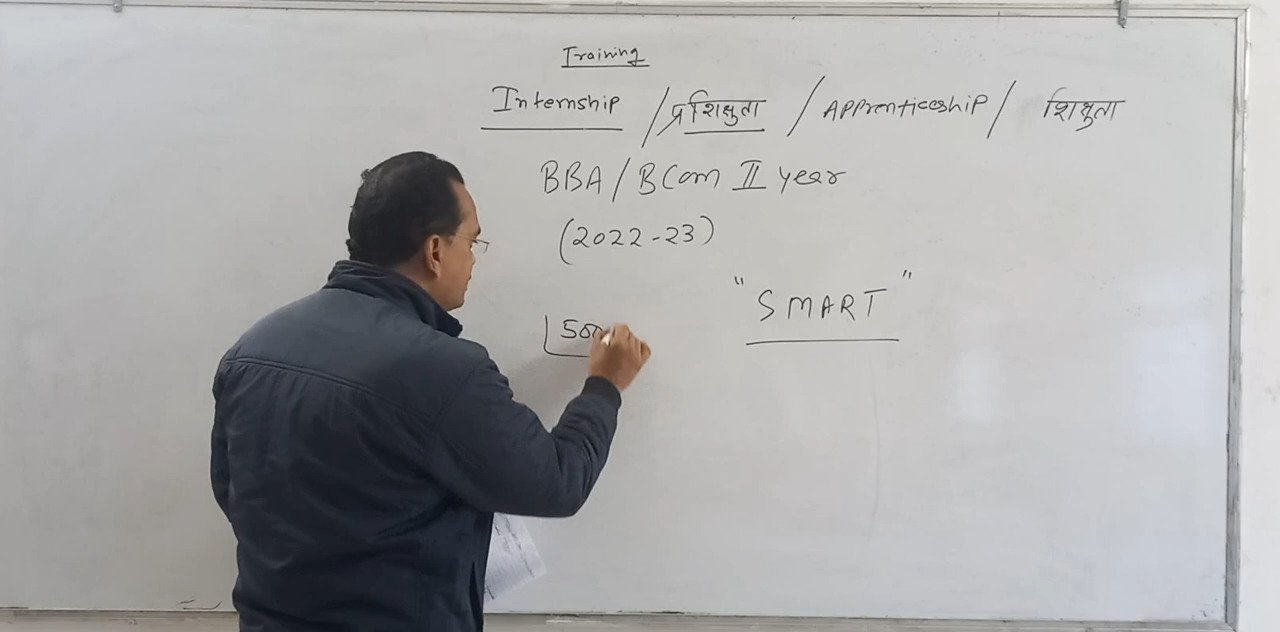 Training
Internship / प्रशिक्षुता / Apprenticeship / शिक्षुता
BBA / BCom II year
(2022-23)
"SMART"